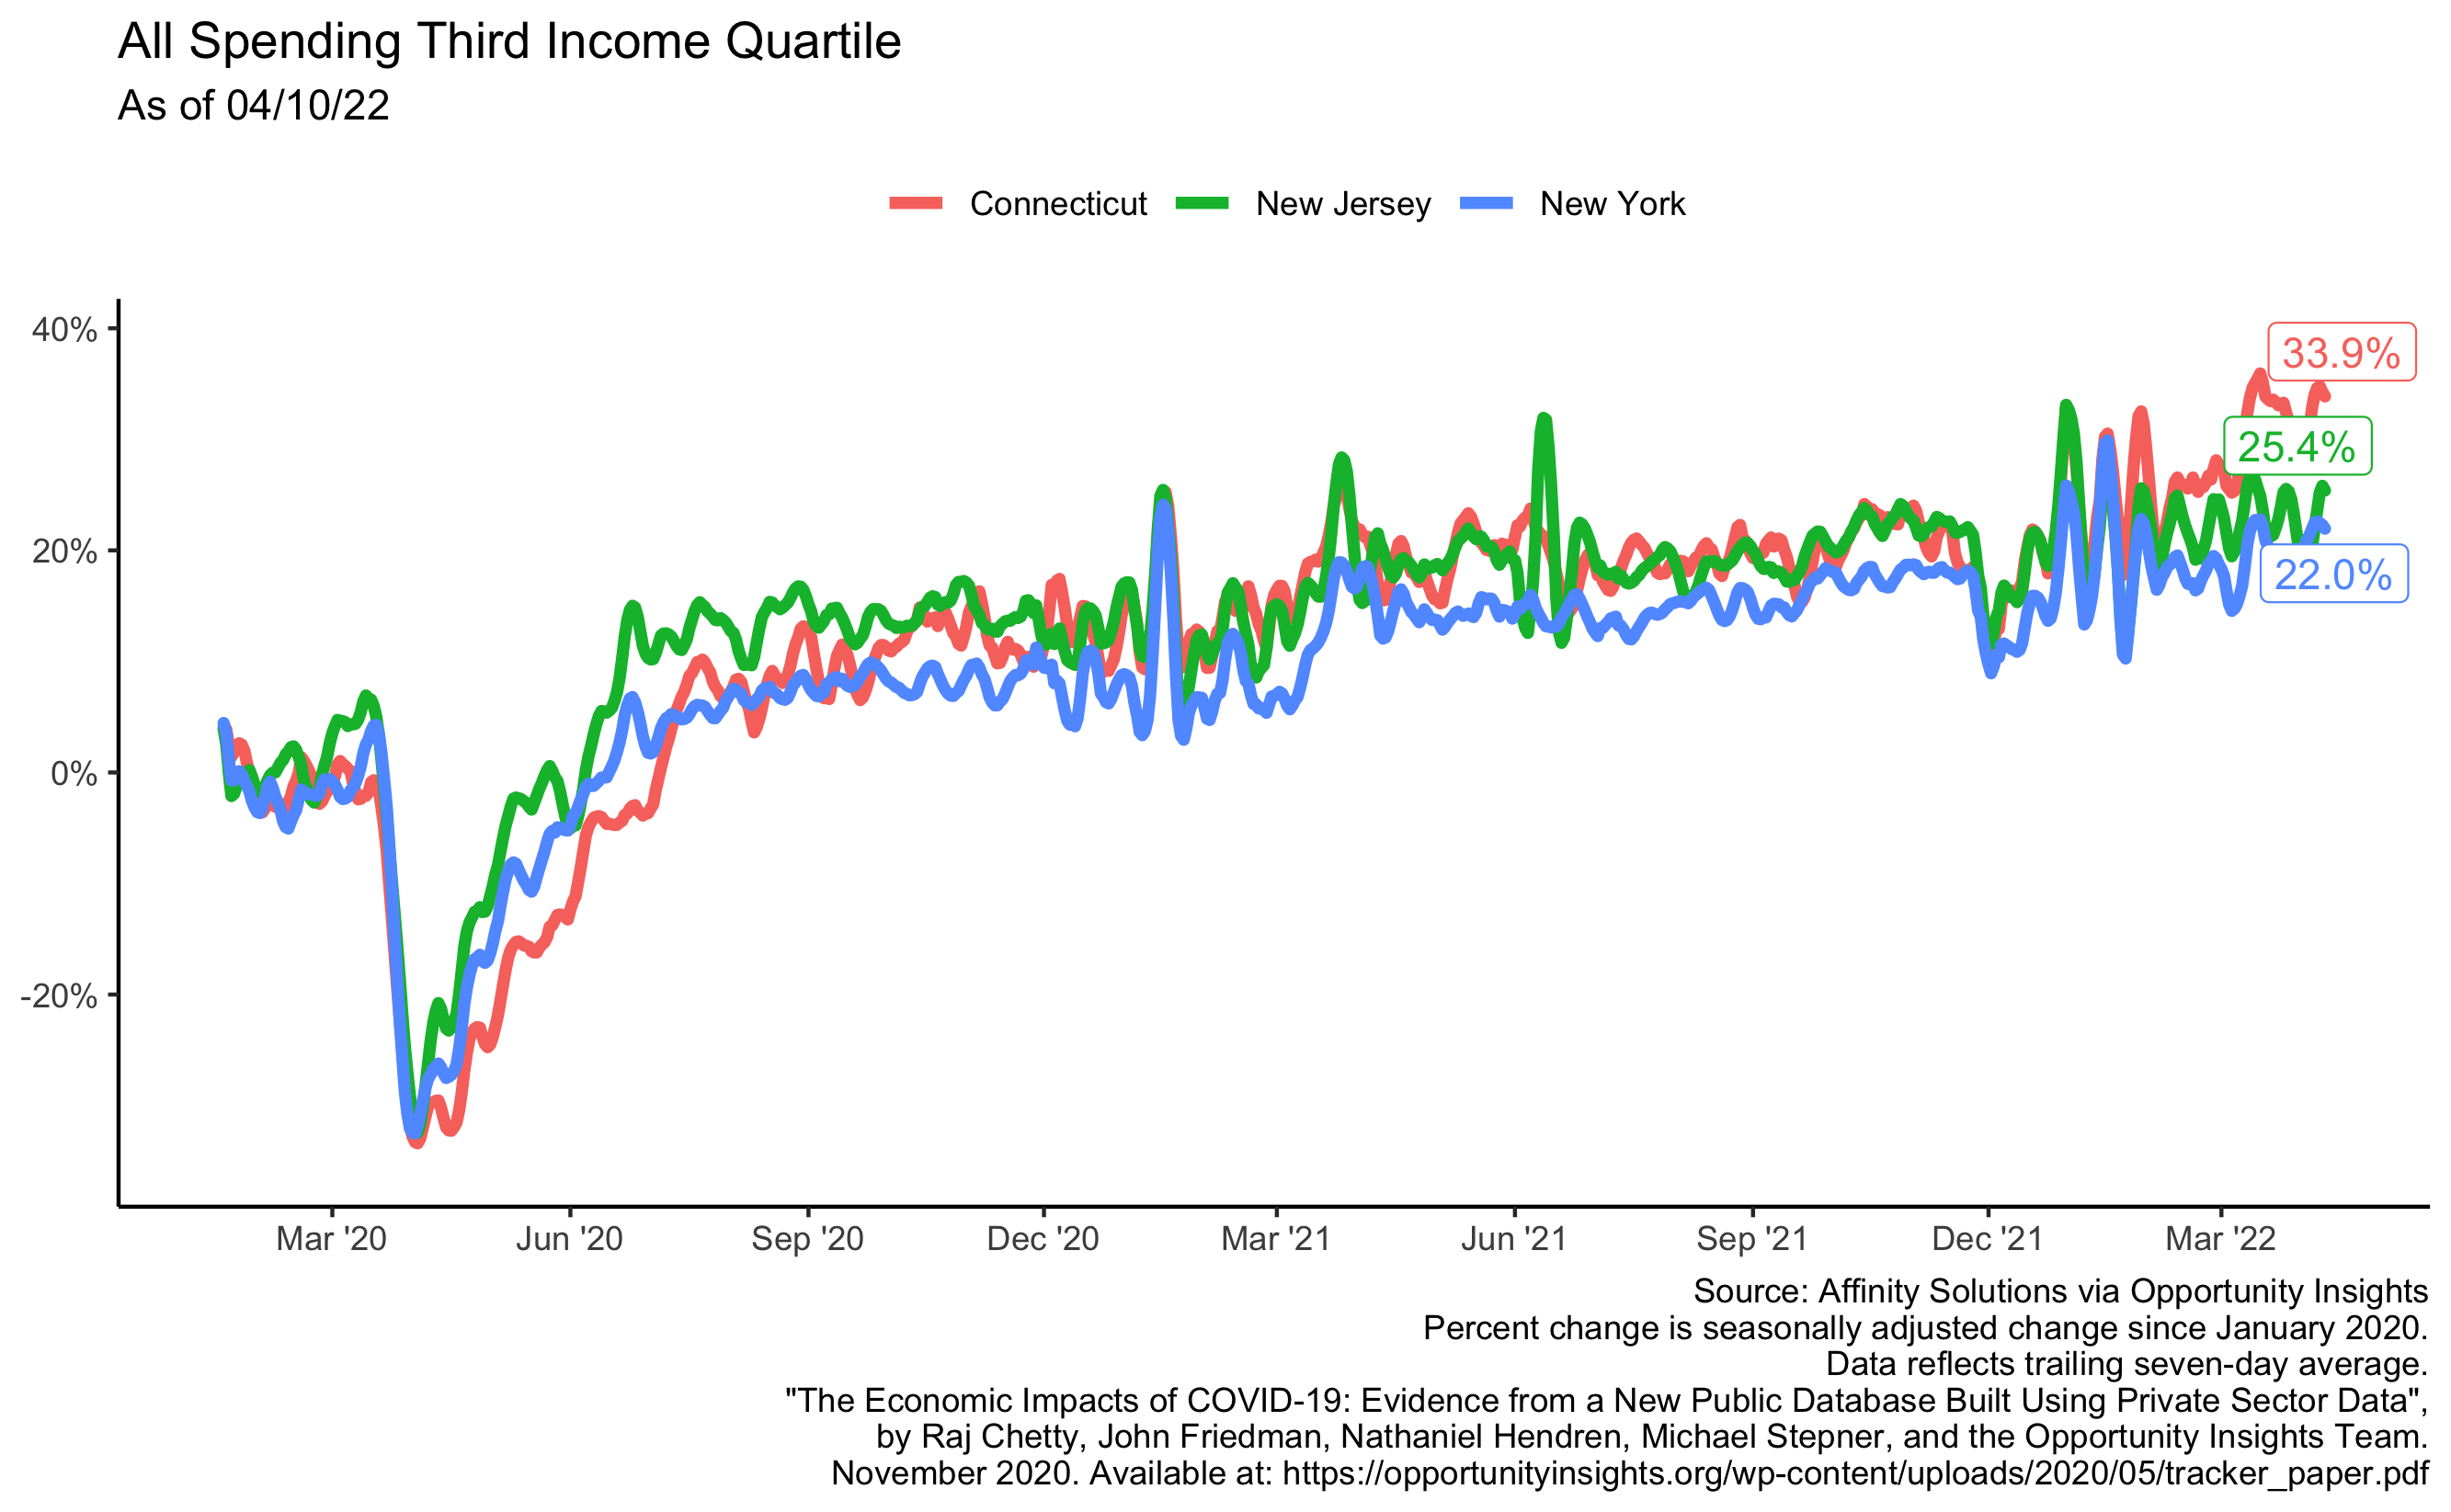 All Spending Third Income Quartile
As of 04/10/22
Connecticut New Jersey New York
40%
20%
0%
-20%
33.9%
25.4%
22.0%
Mar '20 Jun '20 Sep '20 Dec '20 Mar '21 Jun '21 Sep '21 Dec '21 Mar '22
Source: Affinity Solutions via Opportunity Insights
Percent change is seasonally adjusted change since January 2020.
Data reflects trailing seven-day average.
"The Economic Impacts of COVID-19: Evidence from a New Public Database Built Using Private Sector Data",
by Raj Chetty, John Friedman, Nathaniel Hendren, Michael Stepner, and the Opportunity Insights Team.
November 2020. Available at: https://opportunityinsights.org/wp-content/uploads/2020/05/tracker_paper.pdf